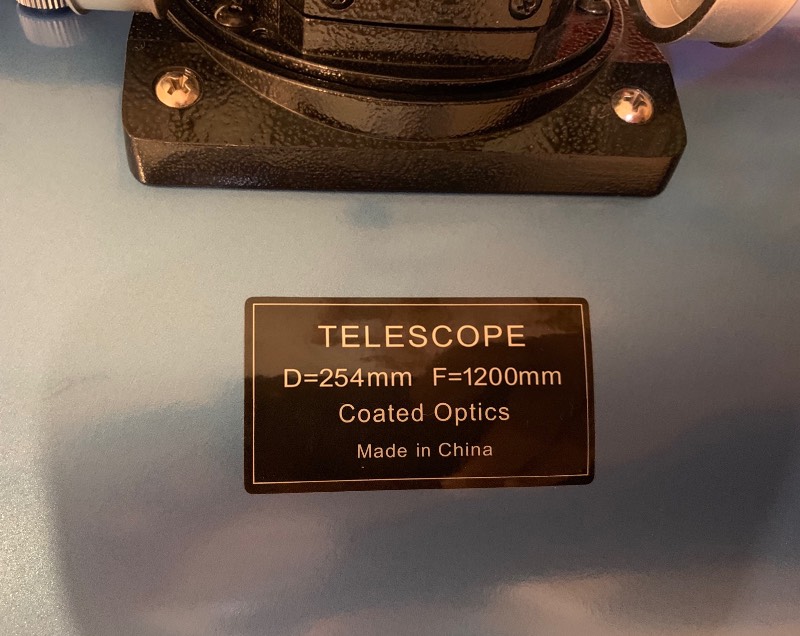 TELESCOPE
D=254mm F=1200mm
Coated Optics
Made in China